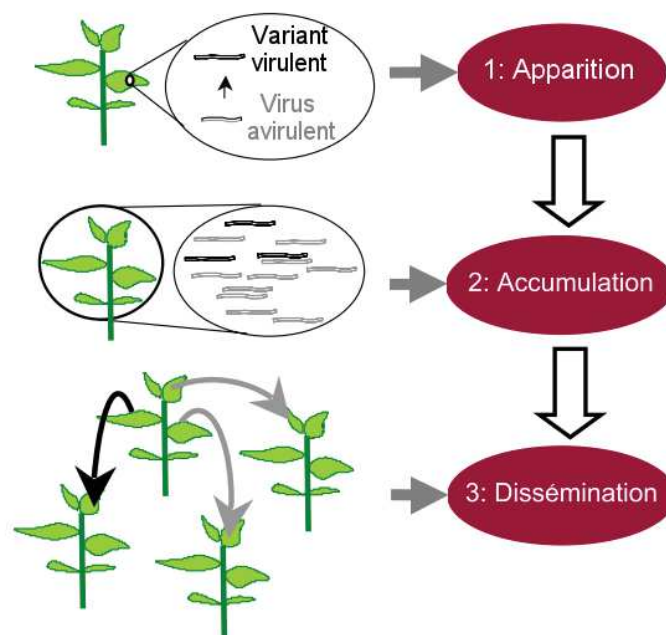 Variant
virulent
Virus
avirulent
1: Apparition
2: Accumulation
3: Dissémination